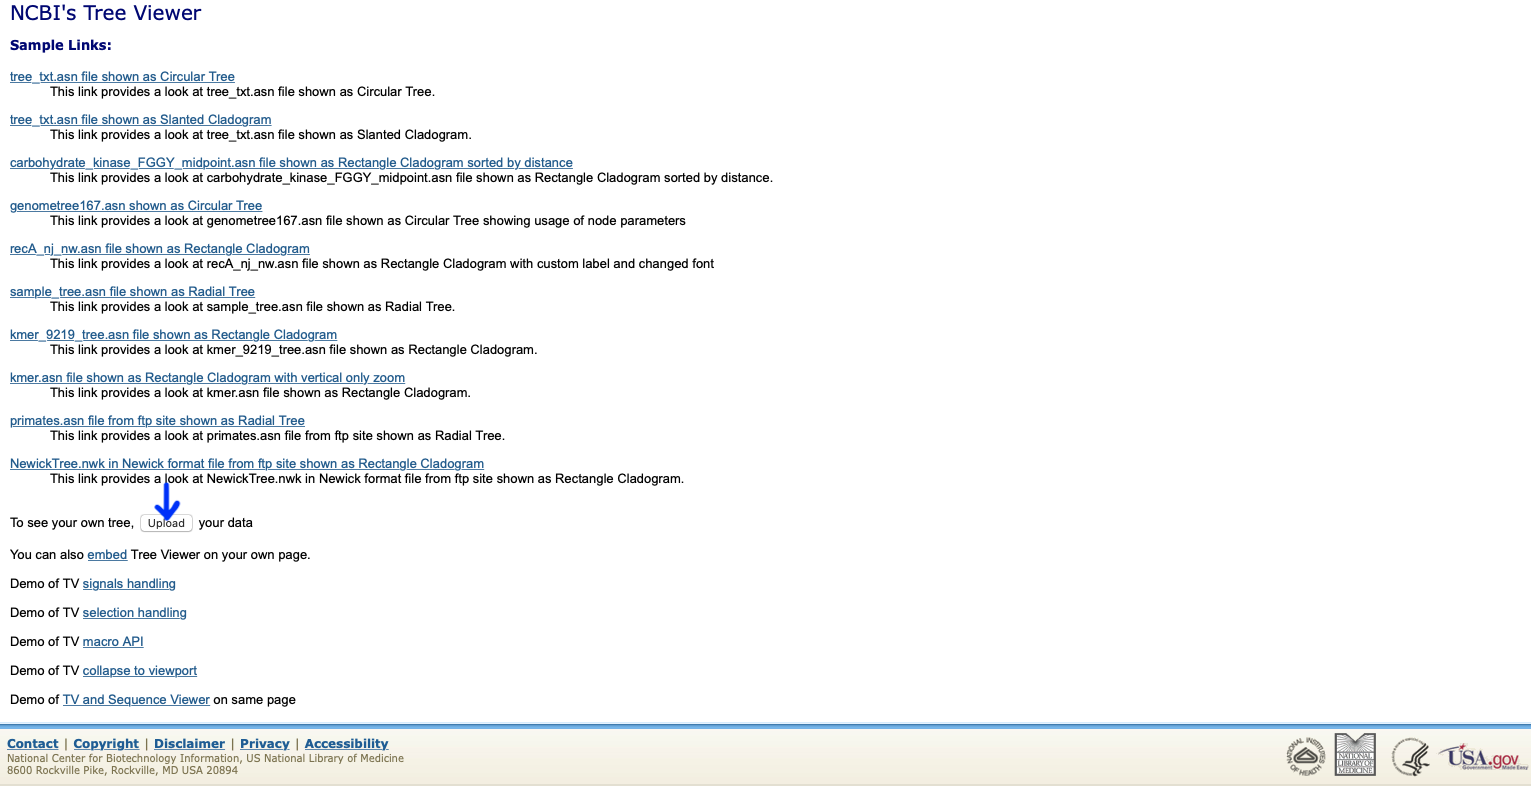 NCBI's Tree Viewer
Sample Links:
tree_txt.asn file shown as Circular Tree
This link provides a look at tree_txt.asn file shown as Circular Tree.
tree_txt.asn file shown as Slanted Cladogram
This link provides a look at tree_txt.asn file shown as Slanted Cladogram.
carbohydrate_kinase_FGGY_midpoint.asn file shown as Rectangle Cladogram sorted by distance
This link provides a look at carbohydrate_kinase_FGGY_midpoint.asn file shown as Rectangle Cladogram sorted by distance.
genometree167.asn shown as Circular Tree
This link provides a look at genometree167.asn file shown as Circular Tree showing usage of node parameters
recA_nj_nw.asn file shown as Rectangle Cladogram
This link provides a look at recA_nj_nw.asn file shown as Rectangle Cladogram with custom label and changed font
sample_tree.asn file shown as Radial Tree
This link provides a look at sample_tree.asn file shown as Radial Tree.
kmer_9219_tree.asn file shown as Rectangle Cladogram
This link provides a look at kmer_9219_tree.asn file shown as Rectangle Cladogram.
kmer.asn file shown as Rectangle Cladogram with vertical only zoom
This link provides a look at kmer.asn file shown as Rectangle Cladogram.
primates.asn file from ftp site shown as Radial Tree
This link provides a look at primates.asn file from ftp site shown as Radial Tree.
NewickTree.nwk in Newick format file from ftp site shown as Rectangle Cladogram
This link provides a look at NewickTree.nwk in Newick format file from ftp site shown as Rectangle Cladogram.
To see your own tree, Upload your data
You can also embed Tree Viewer on your own page.
Demo of TV signals handling
Demo of TV selection handling
Demo of TV macro API
Demo of TV collapse to viewport
Demo of TV and Sequence Viewer on same page
Contact | Copyright | Disclaimer | Privacy | Accessibility
National Center for Biotechnology Information, US National Library of Medicine
8600 Rockville Pike, Rockville, MD USA 20894
NATIONAL INSTITUTES OF HEALTH
NATIONAL
LIBRARY OF
MEDICINE
USA.gov
Government Made Easy